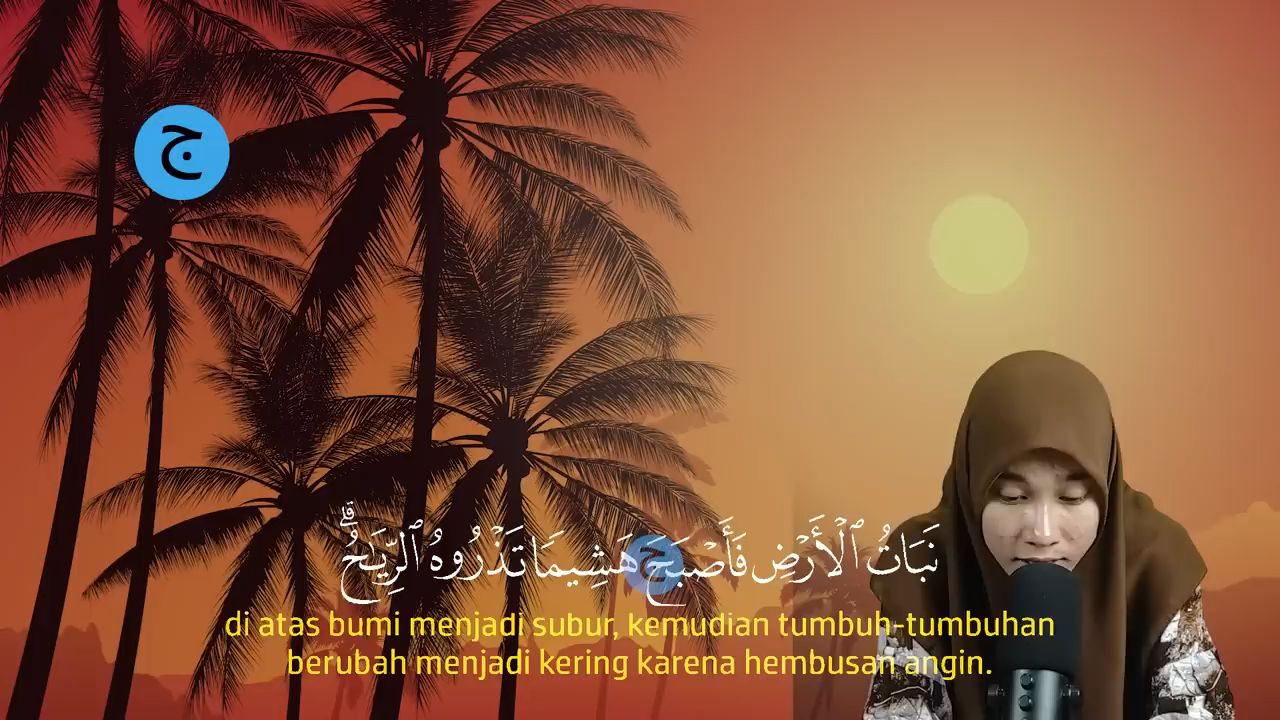 ج
نَبَاتُ ٱلْأَرْضِ فَأَصْبَحَ هَشِيمًا تَذْرُوهُ ٱلرِّيَٰحُۗ
di atas bumi menjadi subur, kemudian tumbuh-tumbuhan
berubah menjadi kering karena hembusan angin.